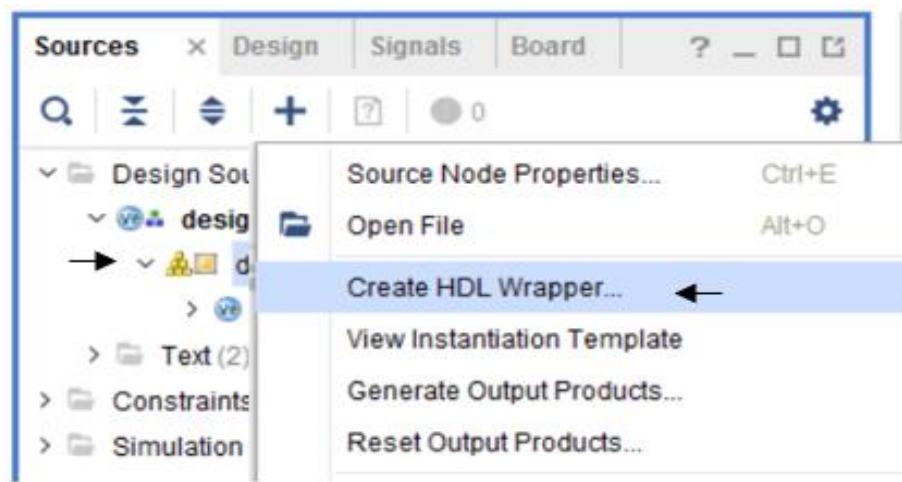 Sources Design Signals Board ?
0
Design Sou
Source Node Properties... Ctrl+E
desig
Open File Alt+O
d
Create HDL Wrapper...
View Instantiation Template
Text (2)
Generate Output Products...
Constraints
Reset Output Products...
Simulation